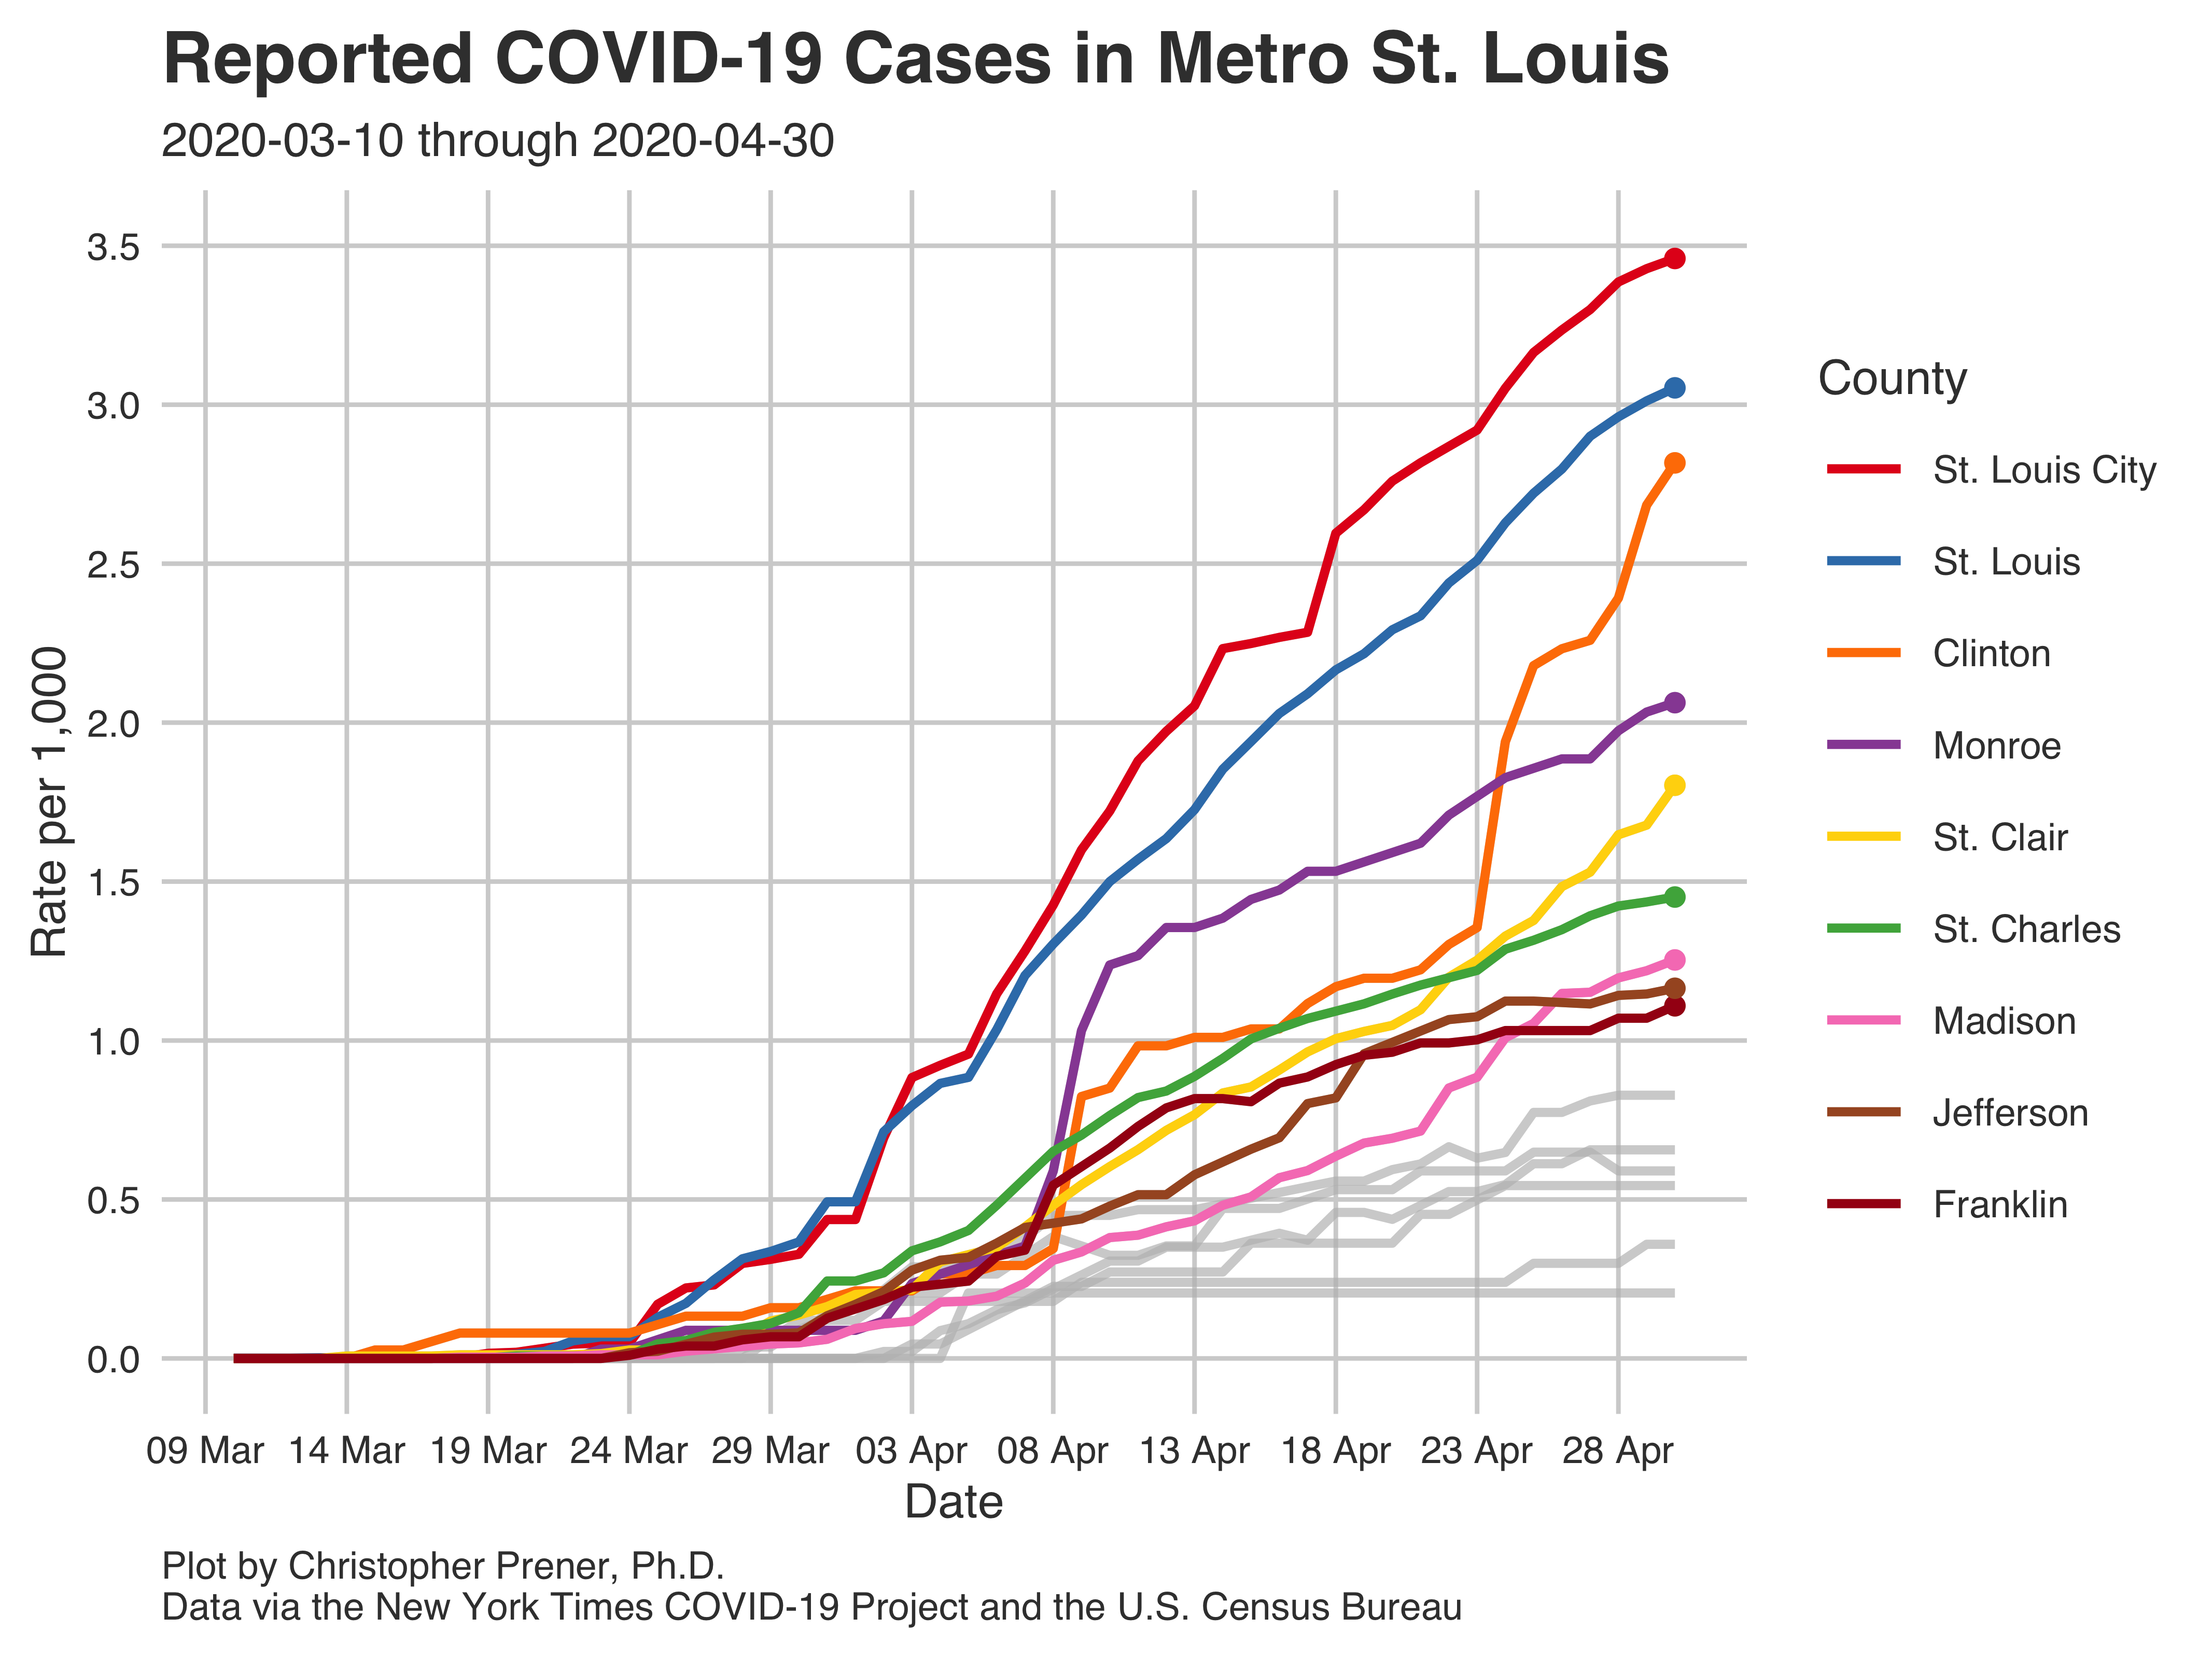 Reported COVID-19 Cases in Metro St. Louis
2020-03-10 through 2020-04-30
Rate per 1,000
3.5
3.0
2.5
2.0
1.5
1.0
0.5
0.0
09 Mar 14 Mar 19 Mar 24 Mar 29 Mar 03 Apr 08 Apr 13 Apr 18 Apr 23 Apr 28 Apr
Date
County
St. Louis City
St. Louis
Clinton
Monroe
St. Clair
St. Charles
Madison
Jefferson
Franklin
Plot by Christopher Prener, Ph.D.
Data via the New York Times COVID-19 Project and the U.S. Census Bureau